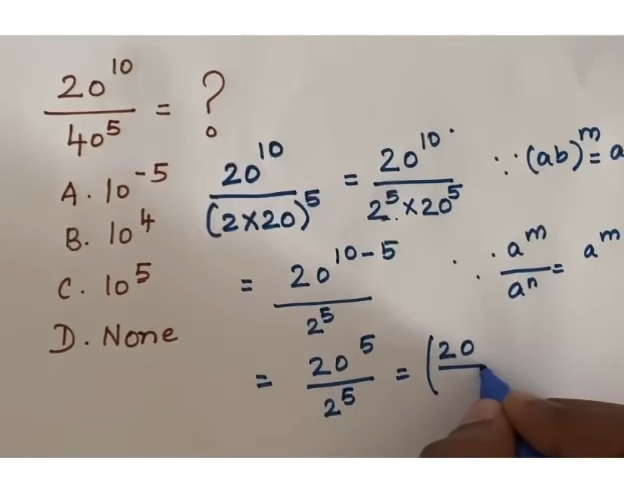 20^10 / 40^5 = ?
A. 10^-5
B. 10^4
C. 10^5
D. None
20^10 / (2×20)^5 = 20^10 / 2^5 × 20^5 ∵ (ab)^m = a
= 20^10-5 / 2^5 ∵ a^m / a^n = a^m
= 20^5 / 2^5 = (20